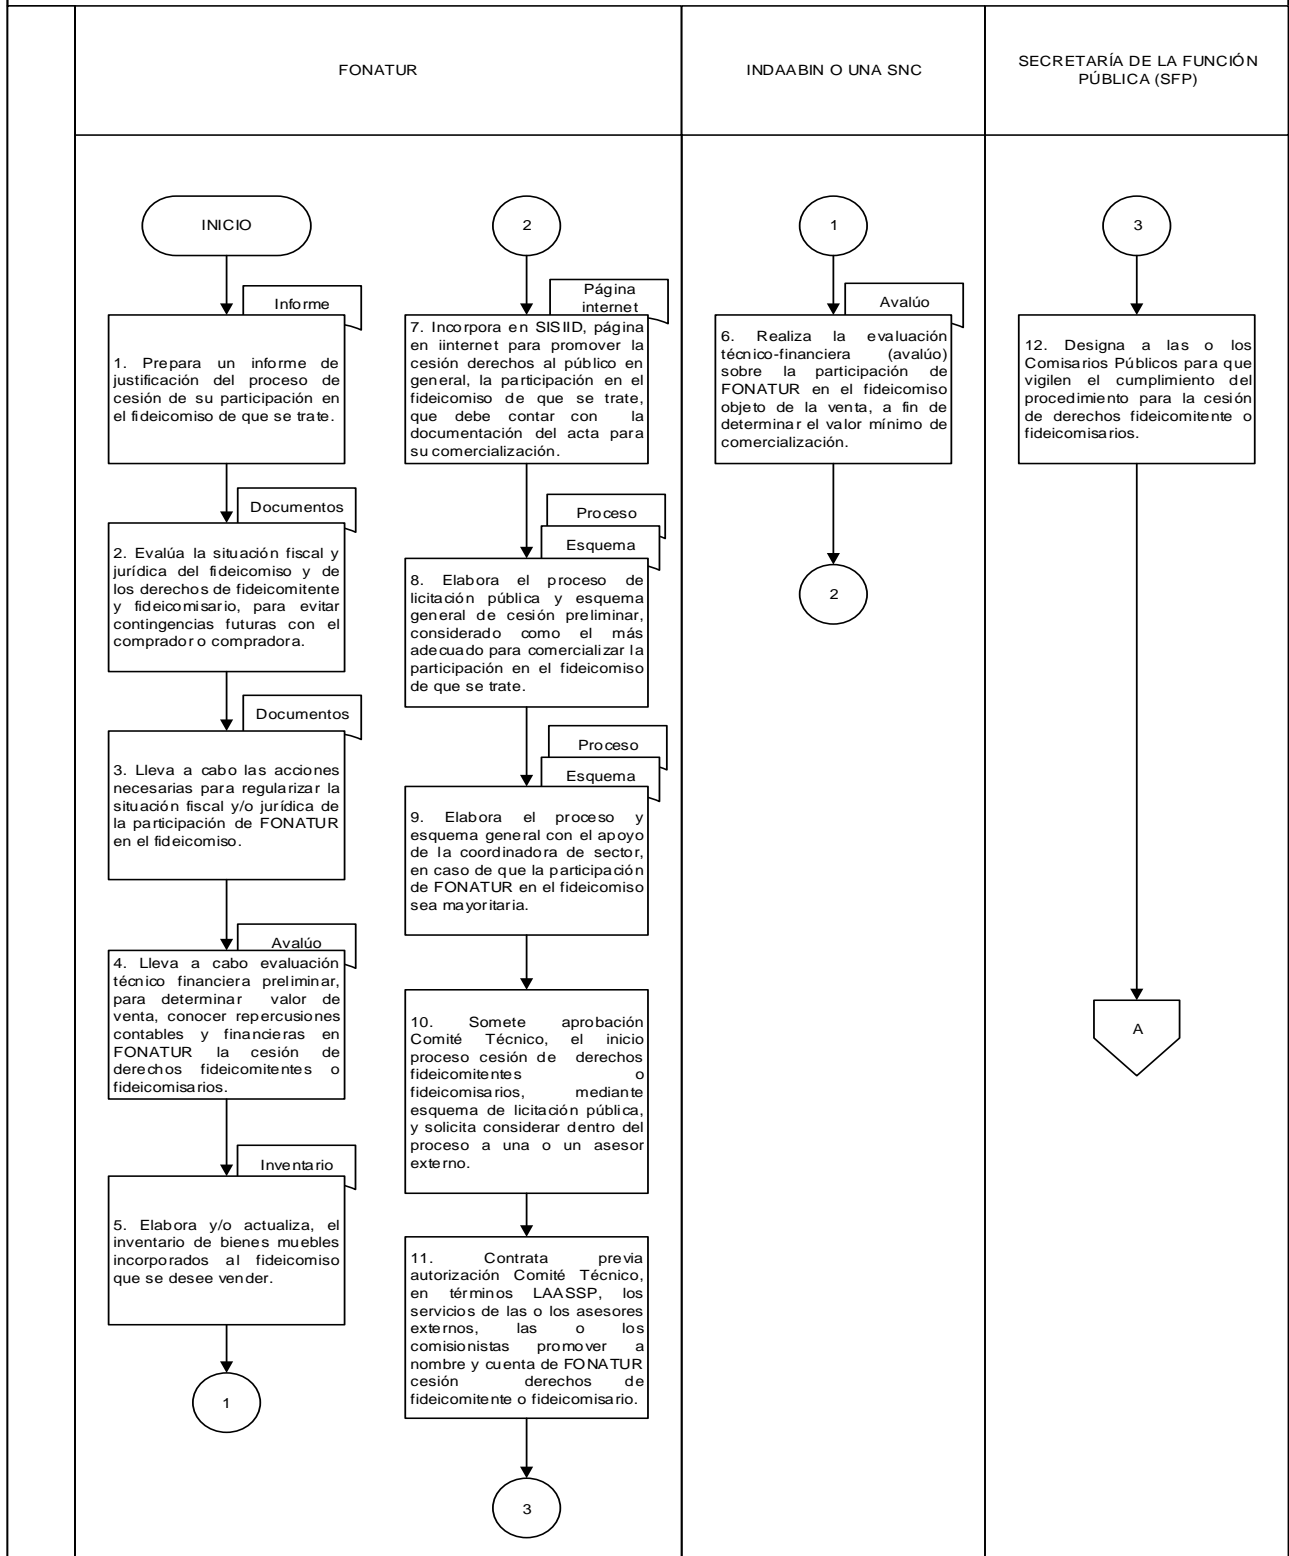 FONATUR
INDAABIN O UNA SNC
SECRETARÍA DE LA FUNCIÓN
PÚBLICA (SFP)
INICIO
Informe
1. Prepara un informe de
justificación del proceso de
cesión de su participación en
el fideicomiso de que se trate.
Documentos
2. Evalúa la situación fiscal y
jurídica del fideicomiso y de
los derechos de fideicomitente
y fideicomisario, para evitar
contingencias futuras con el
comprador o compradora.
Documentos
3. Lleva a cabo las acciones
necesarias para regularizar la
situación fiscal y/o jurídica de
la participación de FONATUR
en el fideicomiso.
Avalúo
4. Lleva a cabo evaluación
técnico financiera preliminar,
para determinar valor de
venta, conocer repercusiones
contables y financieras en
FONATUR la cesión de
derechos fideicomitentes o
fideicomisarios.
Inventario
5. Elabora y/o actualiza, el
inventario de bienes muebles
incorporados al fideicomiso
que se desee vender.
1
2
Página
internet
7. Incorpora en SISIID, página
en iinternet para promover la
cesión derechos al público en
general, la participación en el
fideicomiso de que se trate,
que debe contar con la
documentación del acta para
su comercialización.
Proceso
Esquema
8. Elabora el proceso de
licitación pública y esquema
general de cesión preliminar,
considerado como el más
adecuado para comercializar la
participación en el fideicomiso
de que se trate.
Proceso
Esquema
9. Elabora el proceso y
esquema general con el apoyo
de la coordinadora de sector,
en caso de que la participación
de FONATUR en el fideicomiso
sea mayoritaria.
10. Somete aprobación
Comité Técnico, el inicio
proceso cesión de derechos
fideicomitentes o
fideicomisarios, mediante
esquema de licitación pública,
y solicita considerar dentro del
proceso a una o un asesor
externo.
11. Contrata previa
autorización Comité Técnico,
en términos LAASSP, los
servicios de las o los asesores
externos, las o los
comisionistas promover a
nombre y cuenta de FONATUR
cesión derechos de
fideicomitente o fideicomisario.
3
1
Avalúo
6. Realiza la evaluación
técnico-financiera (avalúo)
sobre la participación de
FONATUR en el fideicomiso
objeto de la venta, a fin de
determinar el valor mínimo de
comercialización.
2
3
12. Designa a las o los
Comisarios Públicos para que
vigilen el cumplimiento del
procedimiento para la cesión
de derechos fideicomitente o
fideicomisarios.
A